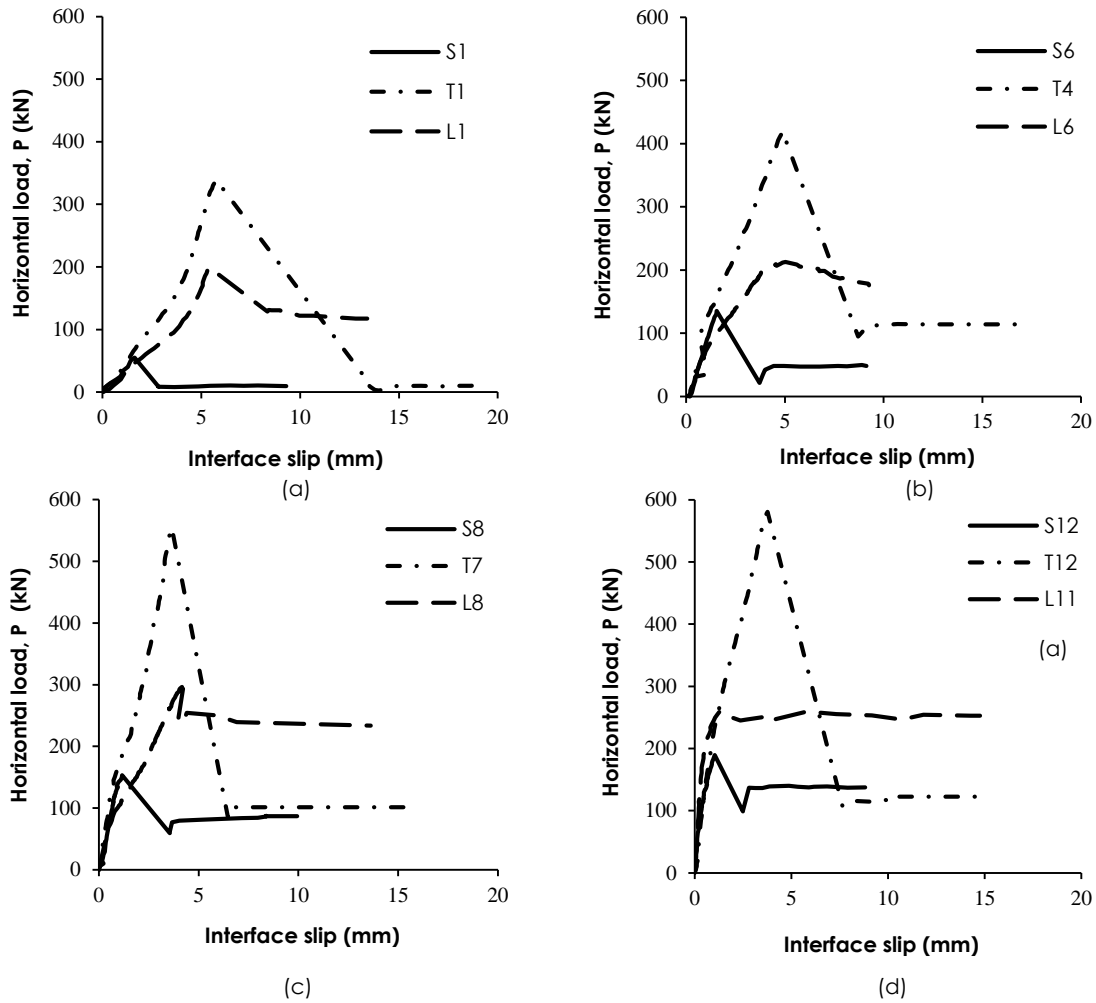 600
500
400
300
200
100
0
0 5 10 15 20
Horizontal load, P (kN)
Interface slip (mm)
S1
T1
L1
(a)
600
500
400
300
200
100
0
0 5 10 15 20
Horizontal load, P (kN)
Interface slip (mm)
S6
T4
L6
(b)
600
500
400
300
200
100
0
0 5 10 15 20
Horizontal load, P (kN)
Interface slip (mm)
S8
T7
L8
(c)
600
500
400
300
200
100
0
0 5 10 15 20
Horizontal load, P (kN)
Interface slip (mm)
S12
T12
L11
(a)
(d)